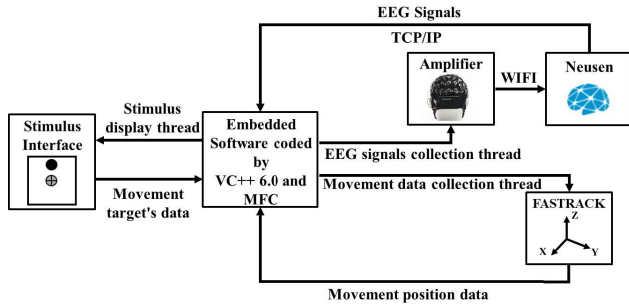 EEG Signals
TCP/IP
Amplifier
WIFI
Neusen
Stimulus
display thread
Stimulus
Interface
Embedded
Software coded
by
VC++ 6.0 and
MFC
EEG signals collection thread
Movement data collection thread
Movement
target's data
FASTRACK
Z
X
Y
Movement position data